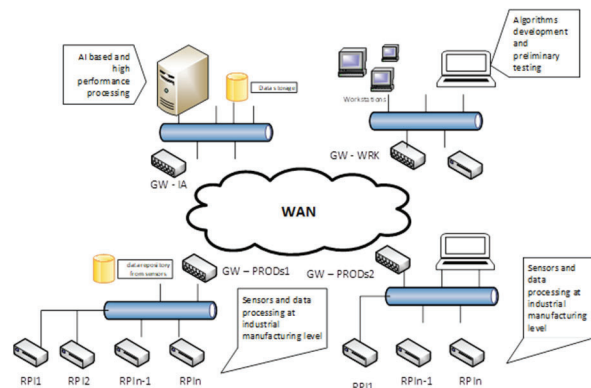 AI based and
high
performance
processing
Data storage
GW - IA
Algorithms
development
and
preliminary
testing
Workstations
GW - WRK
WAN
data repository
from sensors
GW – PRODs1
Sensors and data
processing at
industrial
manufacturing level
RPI1
RPI2
RPIn-1
RPIn
GW – PRODs2
Sensors and
data
processing at
industrial
manufacturing
level
RPI1
RPIn-1
RPIn